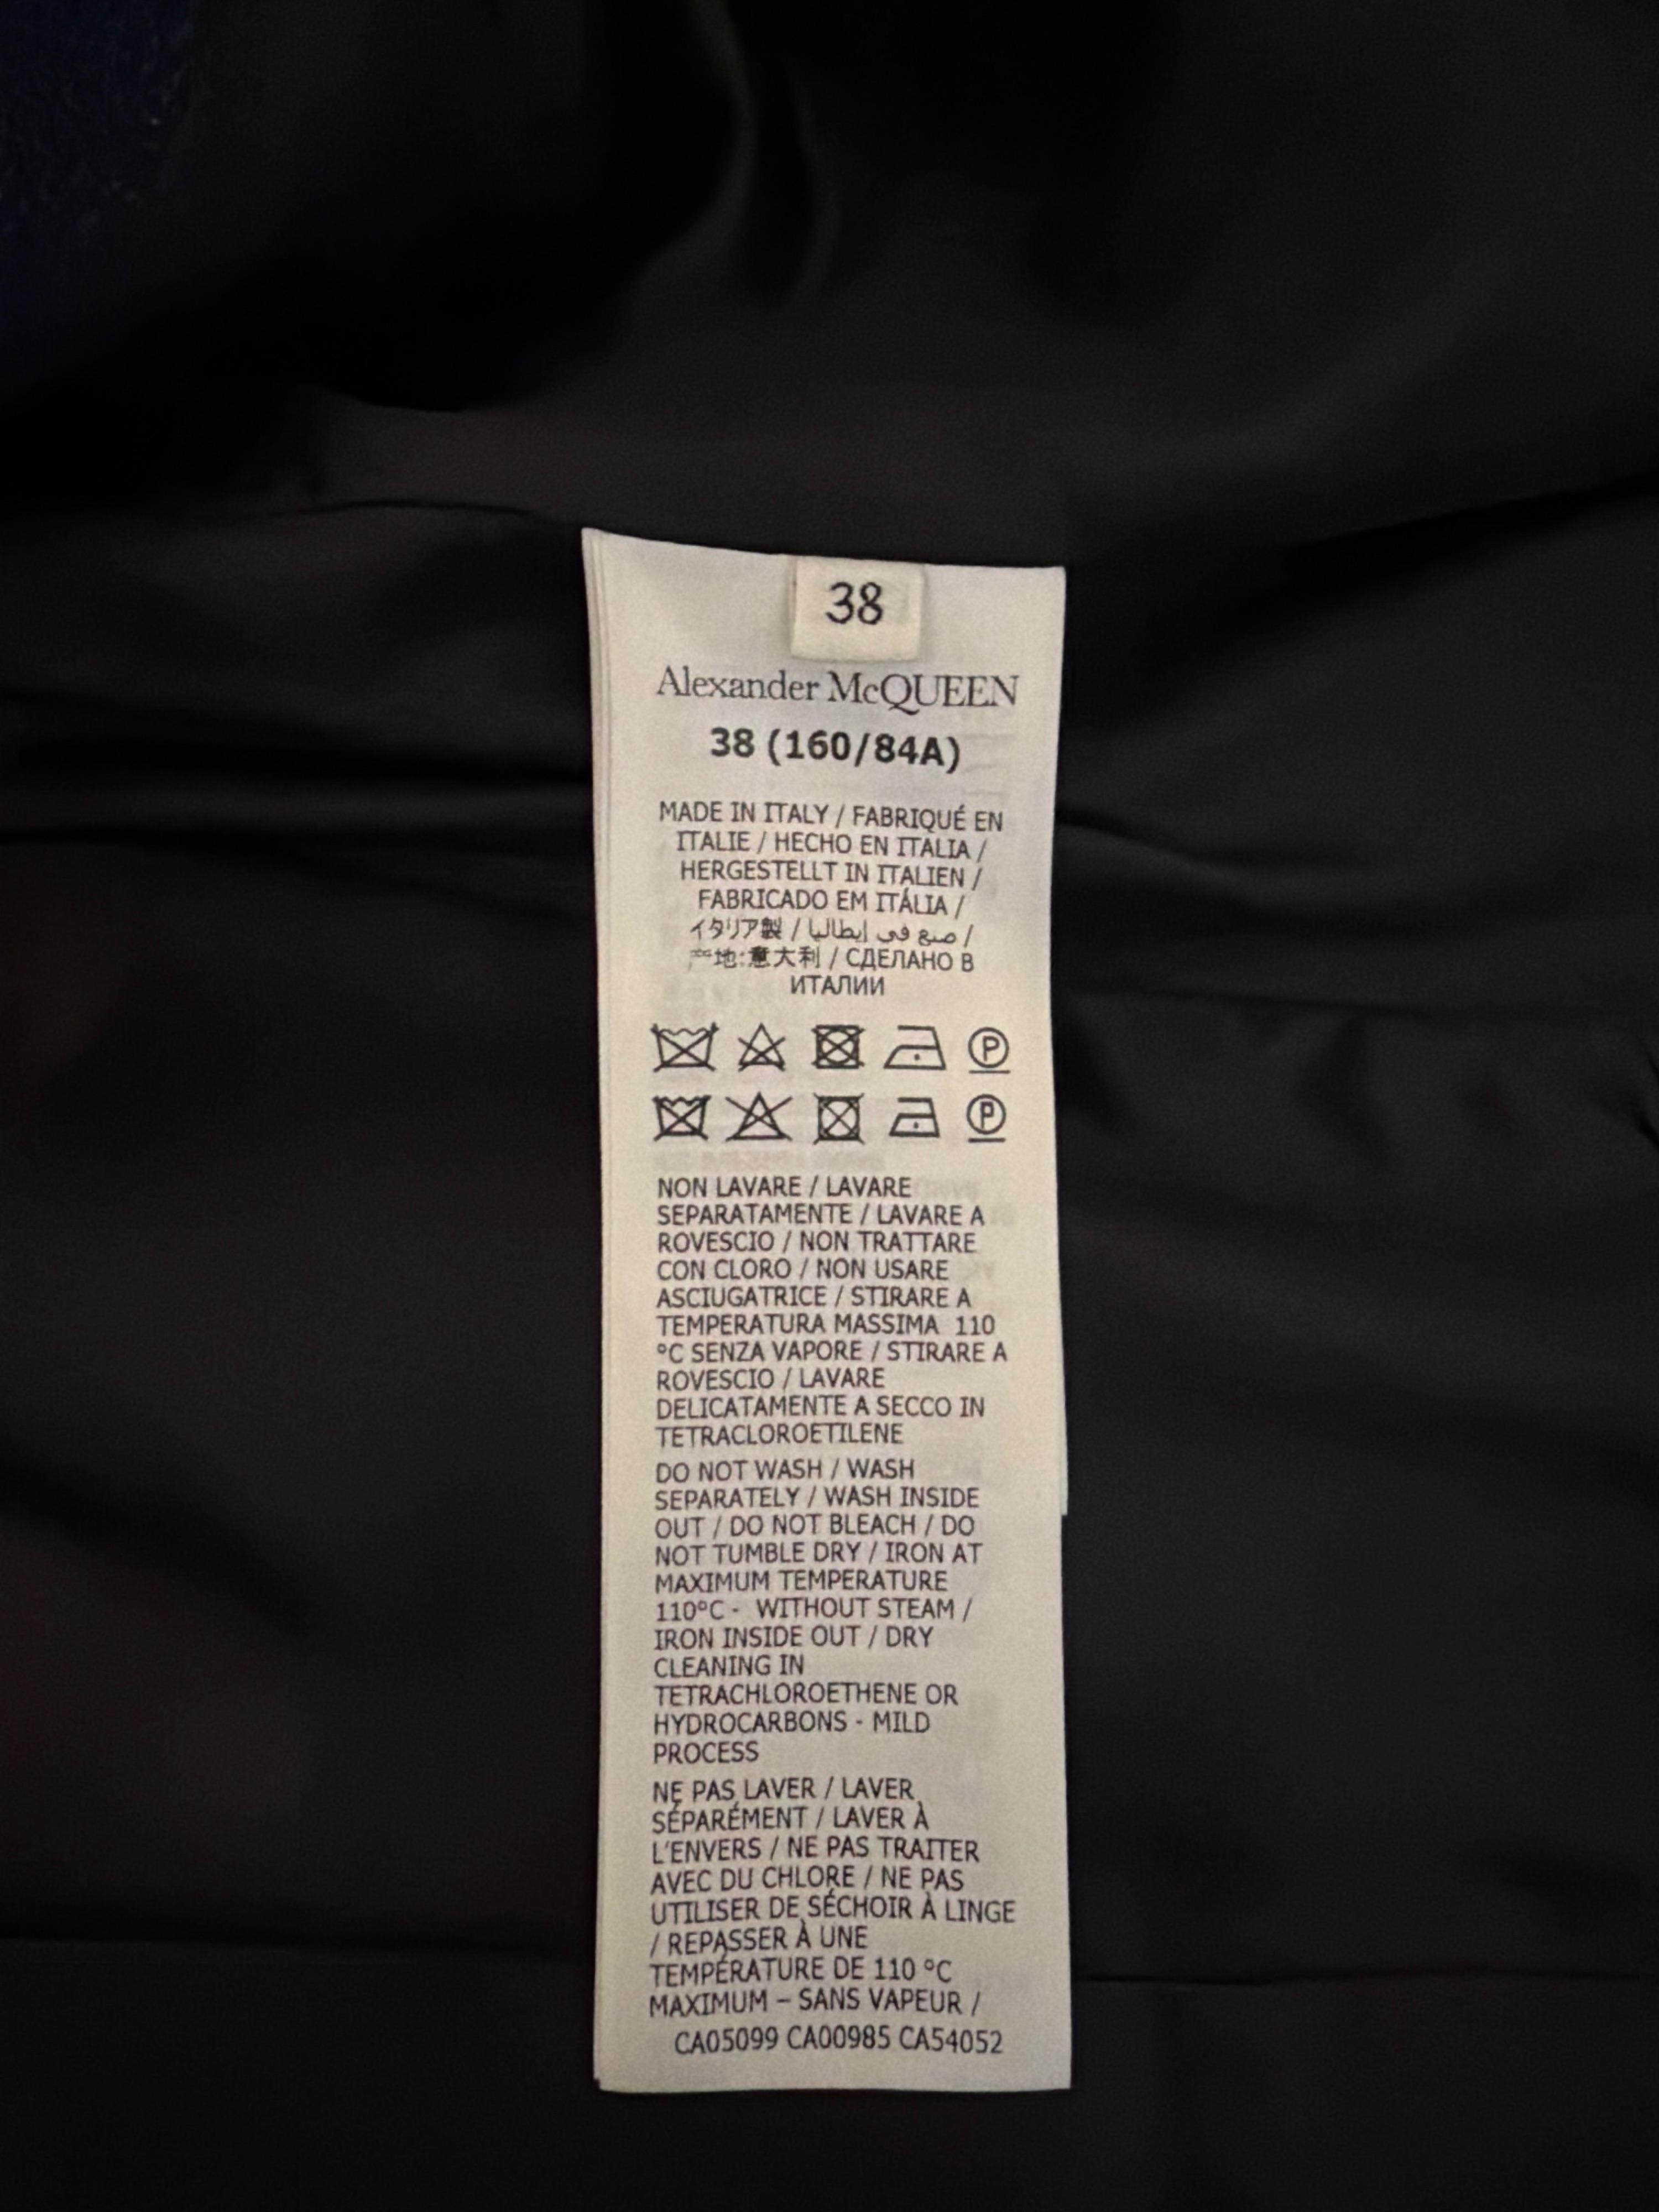 38
Alexander McQUEEN
38 (160/84A)
MADE IN ITALY / FABRIQUÉ EN
ITALIE / HECHO EN ITALIA /
HERGESTELLT IN ITALIEN /
FABRICADO EM ITÁLIA /
イタリア製 / صنع في إيطاليا /
产地:意大利 / СДЕЛАНО В
ИТАЛИИ
P
P
NON LAVARE / LAVARE
SEPARATAMENTE / LAVARE A
ROVESCIO / NON TRATTARE
CON CLORO / NON USARE
ASCIUGATRICE / STIRARE A
TEMPERATURA MASSIMA 110
°C SENZA VAPORE / STIRARE A
ROVESCIO / LAVARE
DELICATAMENTE A SECCO IN
TETRACLOROETILENE
DO NOT WASH / WASH
SEPARATELY / WASH INSIDE
OUT / DO NOT BLEACH / DO
NOT TUMBLE DRY / IRON AT
MAXIMUM TEMPERATURE
110°C - WITHOUT STEAM /
IRON INSIDE OUT / DRY
CLEANING IN
TETRACHLOROETHENE OR
HYDROCARBONS - MILD
PROCESS
NE PAS LAVER / LAVER
SÉPARÉMENT / LAVER À
L'ENVERS / NE PAS TRAITER
AVEC DU CHLORE / NE PAS
UTILISER DE SÉCHOIR À LINGE
/ REPASSER À UNE
TEMPÉRATURE DE 110 °C
MAXIMUM – SANS VAPEUR /
CA05099 CA00985 CA54052